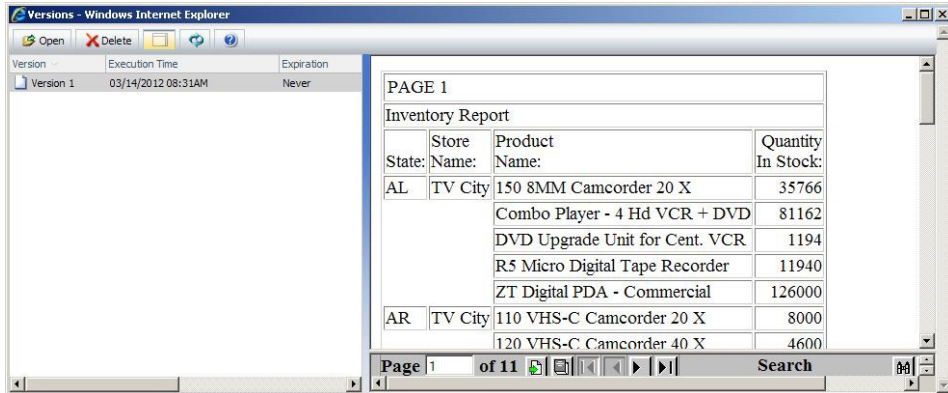 Versions - Windows Internet Explorer
Open Delete
Version Execution Time Expiration
Version 1 03/14/2012 08:31AM Never
PAGE 1
Inventory Report
Store Product Quantity
State: Name: Name: In Stock:
AL TV City 150 8MM Camcorder 20 X 35766
Combo Player - 4 Hd VCR + DVD 81162
DVD Upgrade Unit for Cent. VCR 1194
R5 Micro Digital Tape Recorder 11940
ZT Digital PDA - Commercial 126000
AR TV City 110 VHS-C Camcorder 20 X 8000
120 VHS-C Camcorder 40 X 4600
Page 1 of 11 Search